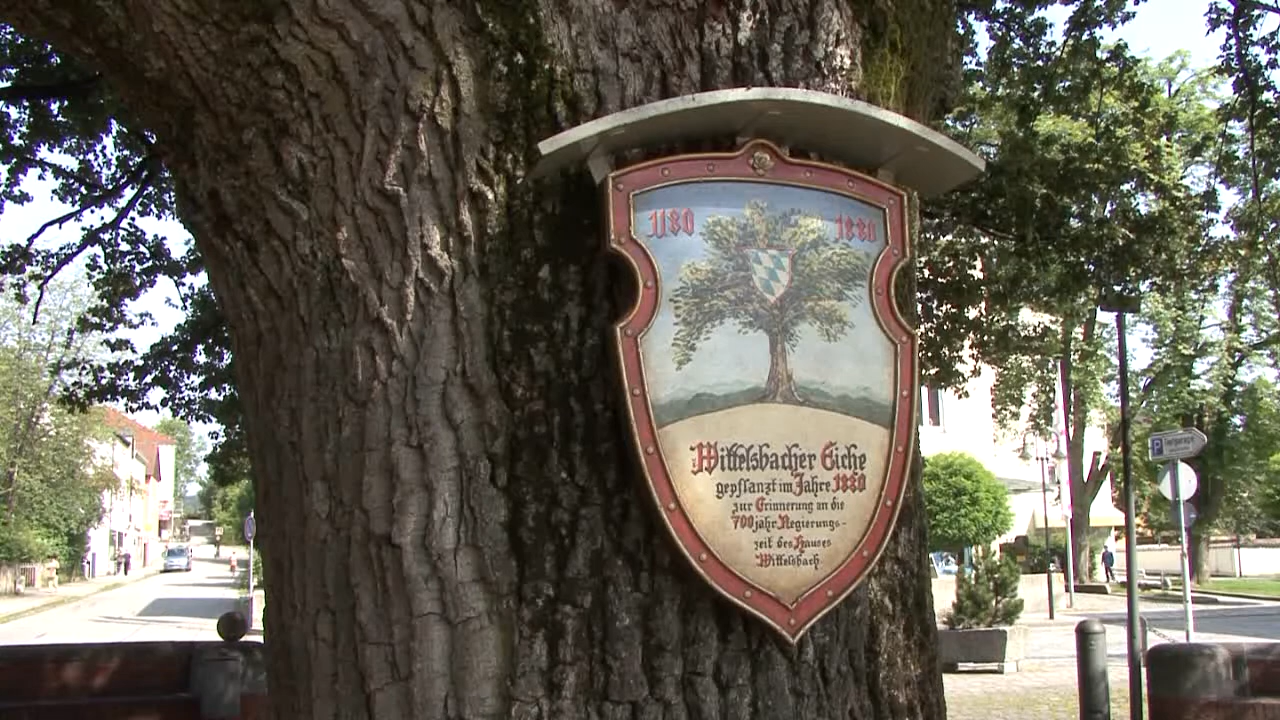 1180 1880
Wittelsbacher Eiche
gepflanzt im Jahre 1880
zur Erinnerung an die
700 jähr. Regierungs-
zeit des Hauses
Wittelsbach.
P